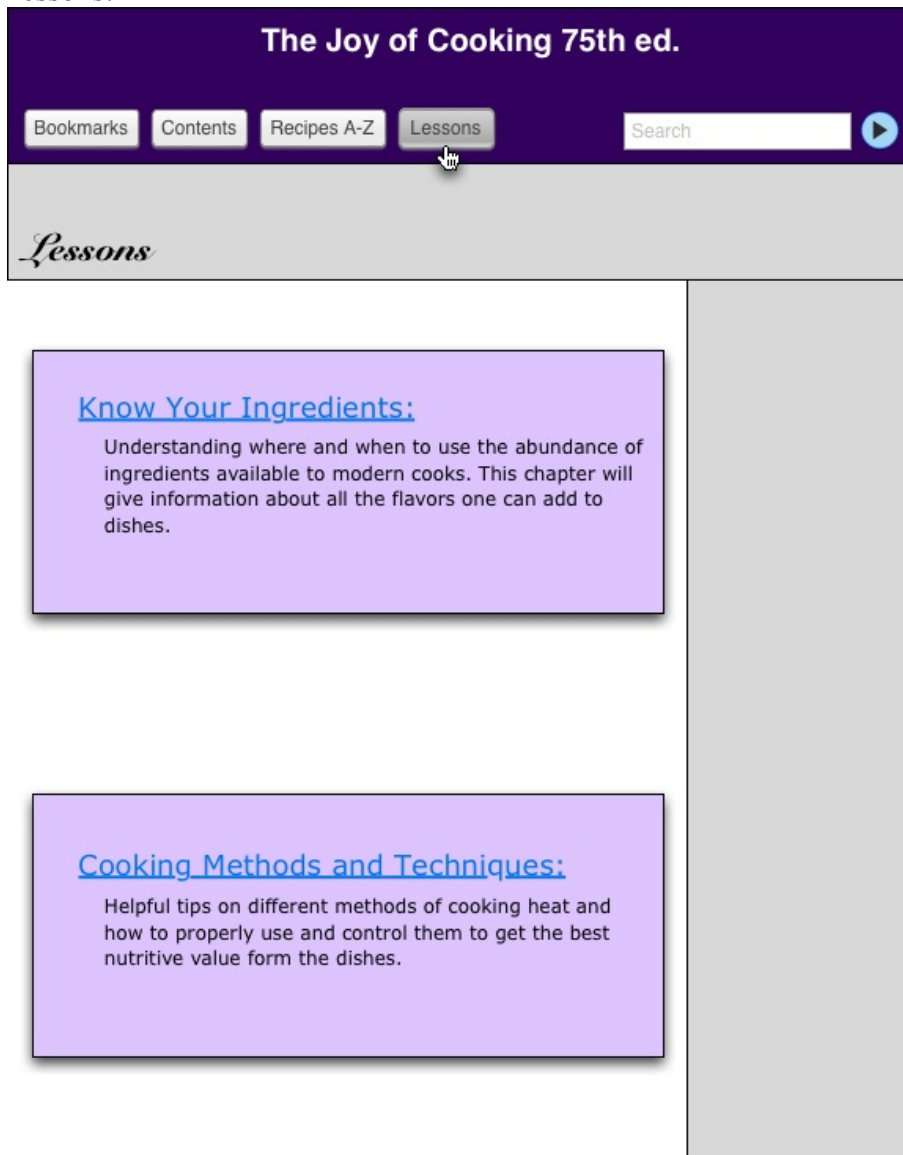 The Joy of Cooking 75th ed.
Bookmarks Contents Recipes A-Z Lessons Search
Lessons
Know Your Ingredients:
Understanding where and when to use the abundance of
ingredients available to modern cooks. This chapter will
give information about all the flavors one can add to
dishes.
Cooking Methods and Techniques:
Helpful tips on different methods of cooking heat and
how to properly use and control them to get the best
nutritive value form the dishes.